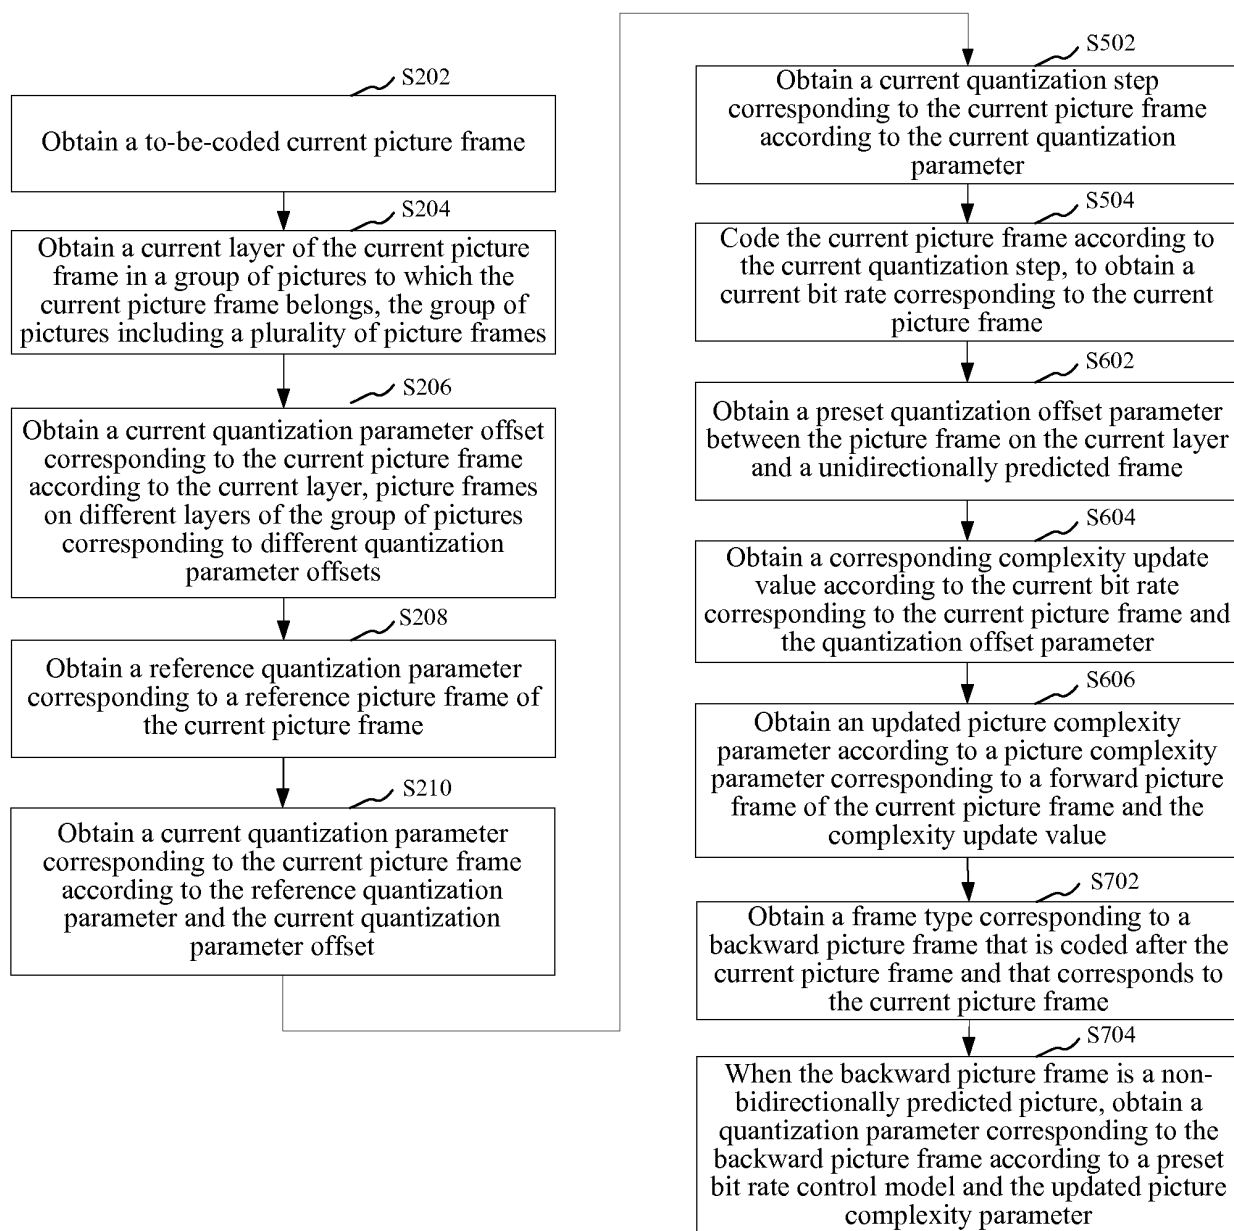 S202
Obtain a to-be-coded current picture frame
S204
Obtain a current layer of the current picture
frame in a group of pictures to which the
current picture frame belongs, the group of
pictures including a plurality of picture frames
S206
Obtain a current quantization parameter offset
corresponding to the current picture frame
according to the current layer, picture frames
on different layers of the group of pictures
corresponding to different quantization
parameter offsets
S208
Obtain a reference quantization parameter
corresponding to a reference picture frame of
the current picture frame
S210
Obtain a current quantization parameter
corresponding to the current picture frame
according to the reference quantization
parameter and the current quantization
parameter offset
S502
Obtain a current quantization step
corresponding to the current picture frame
according to the current quantization
parameter
S504
Code the current picture frame according to
the current quantization step, to obtain a
current bit rate corresponding to the current
picture frame
S602
Obtain a preset quantization offset parameter
between the picture frame on the current layer
and a unidirectionally predicted frame
S604
Obtain a corresponding complexity update
value according to the current bit rate
corresponding to the current picture frame and
the quantization offset parameter
S606
Obtain an updated picture complexity
parameter according to a picture complexity
parameter corresponding to a forward picture
frame of the current picture frame and the
complexity update value
S702
Obtain a frame type corresponding to a
backward picture frame that is coded after the
current picture frame and that corresponds to
the current picture frame
S704
When the backward picture frame is a non-
bidirectionally predicted picture, obtain a
quantization parameter corresponding to the
backward picture frame according to a preset
bit rate control model and the updated picture
complexity parameter